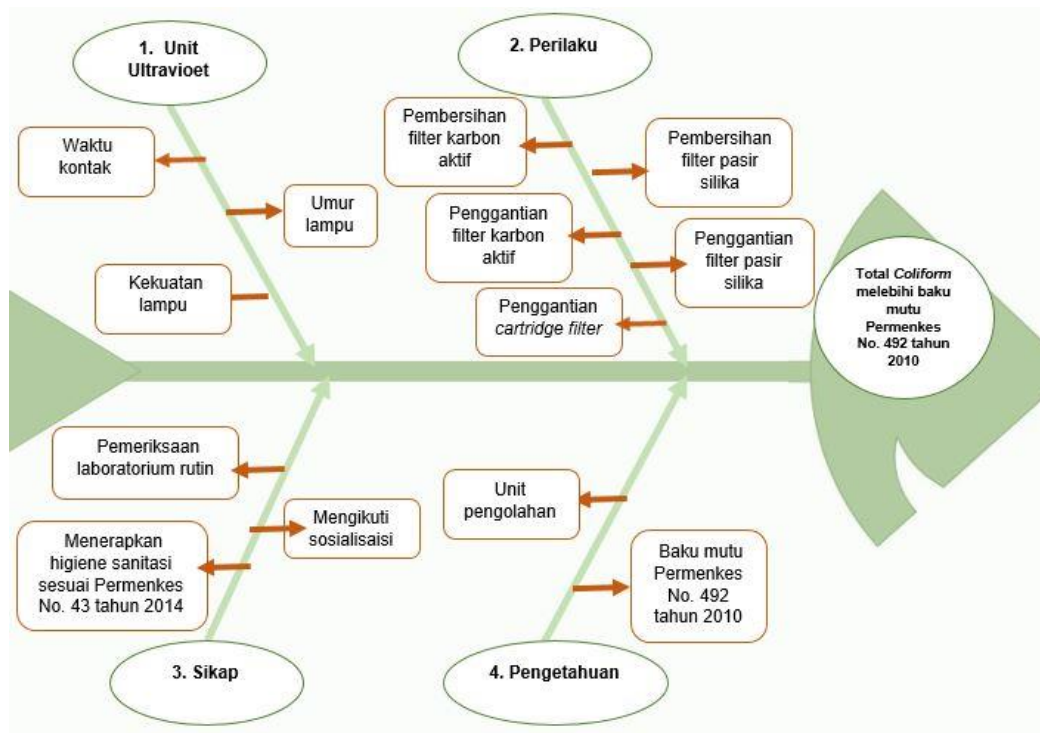 1. Unit
Ultravioet
2. Perilaku
Waktu
kontak
Umur
lampu
Kekuatan
lampu
Pembersihan
filter karbon
aktif
Pembersihan
filter pasir
silika
Penggantian
filter karbon
aktif
Penggantian
filter pasir
silika
Penggantian
cartridge filter
Total Coliform
melebihi baku
mutu
Permenkes
No. 492 tahun
2010
Pemeriksaan
laboratorium rutin
Mengikuti
sosialisaisi
Menerapkan
higiene sanitasi
sesuai Permenkes
No. 43 tahun 2014
Unit
pengolahan
Baku mutu
Permenkes
No. 492
tahun 2010
3. Sikap
4. Pengetahuan